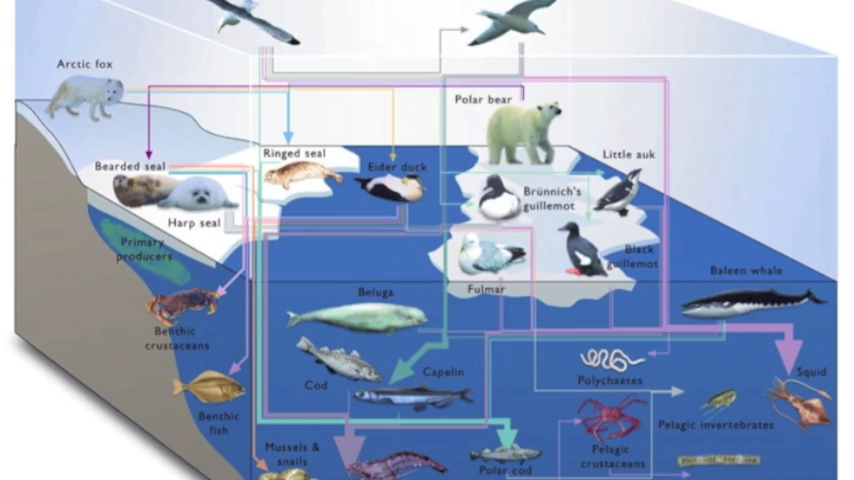 Arctic fox
Polar bear
Bearded seal
Ringed seal
Eider duck
Little auk
Brünnich's
guillemot
Harp seal
Primary
producers
Black
guillemot
Fulmar
Baleen whale
Beluga
Benthic
crustaceans
Cod
Capelin
Polychaetes
Squid
Benthic
fish
Pelagic invertebrates
Mussels &
snails
Polar cod
Pelagic
crustaceans